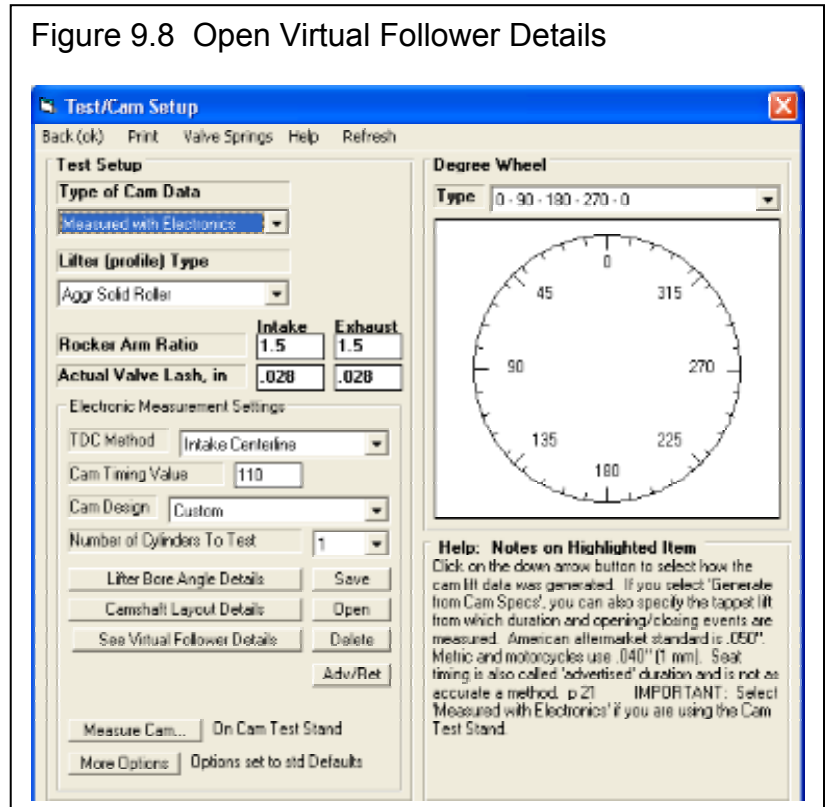 Figure 9.8 Open Virtual Follower Details
Test/Cam Setup
Back (ok) Print Valve Springs Help Refresh
Test Setup
Type of Cam Data
Measured with Electronics
Lifter (profile) Type
Aggr Solid Roller
Intake Exhaust
Rocker Arm Ratio 1.5 1.5
Actual Valve Lash, in .028 .028
Electronic Measurement Settings
TDC Method Intake Centerline
Cam Timing Value 110
Cam Design Custom
Number of Cylinders To Test 1
Lifter Bore Angle Details Save
Camshaft Layout Details Open
See Virtual Follower Details Delete
Adv/Ret
Measure Cam... On Cam Test Stand
More Options Options set to std Defaults
Degree Wheel
Type 0 - 90 - 180 - 270 - 0
0
45 315
90 270
135 225
180
Help: Notes on Highlighted Item
Click on the down arrow button to select how the
cam lift data was generated. If you select 'Generate
from Cam Specs', you can also specify the tappet lift
from which duration and opening/closing events are
measured. American aftermarket standard is .050".
Metric and motorcycles use .040" (1 mm). Seat
timing is also called 'advertised' duration and is not as
accurate a method. p 21 IMPORTANT: Select
'Measured with Electronics' if you are using the Cam
Test Stand.